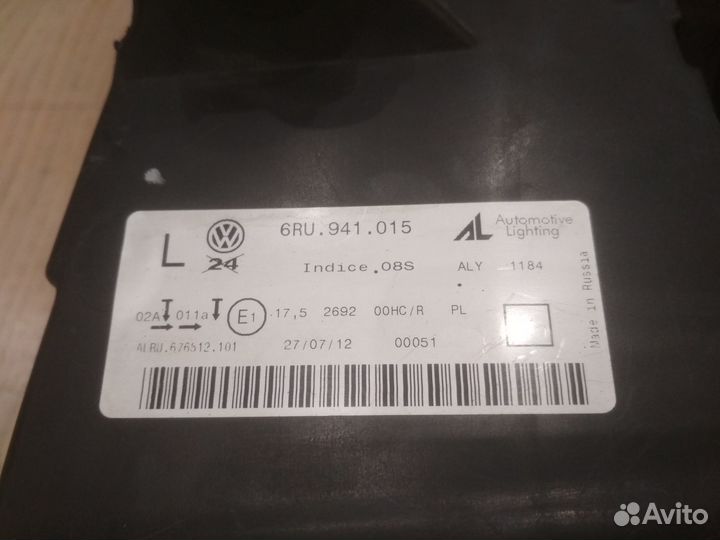 L 6RU.941.015 AL Automotive Lighting
24 Indice.08S ALY 1184
02A 011a E1 17,5 2692 00HC/R PL
ALRU.676512.101 27/07/12 00051
Made in Russia
Avito